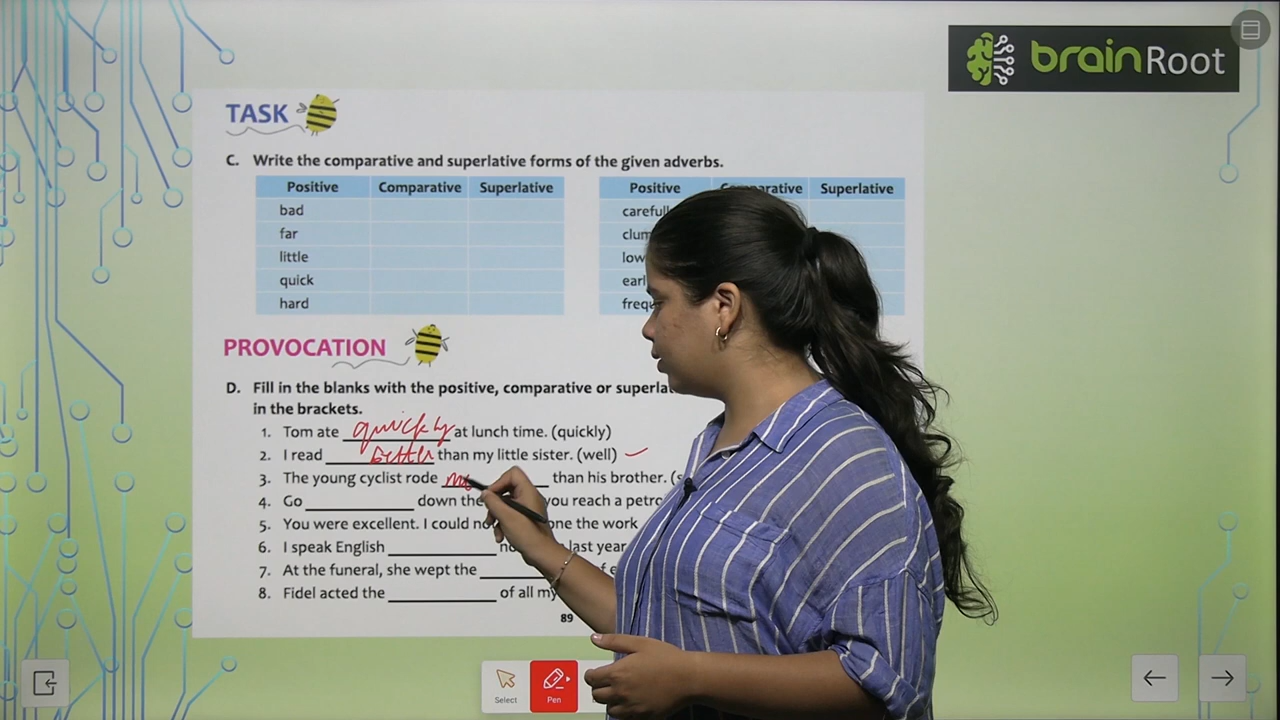 brainRoot
TASK
C. Write the comparative and superlative forms of the given adverbs.
Positive Comparative Superlative
bad
far
little
quick
hard
Positive Superlative
PROVOCATION
D. Fill in the blanks with the positive, comparative or
in the brackets.
1. Tom ate quickly at lunch time. (quickly)
2. I read better than my little sister. (well)
3. The young cyclist rode than his brother.
4. Go down the you reach a
5. You were excellent. I could the work
6. I speak English last year
7. At the funeral, she wept the
8. Fidel acted the of all my
89
Select Pen